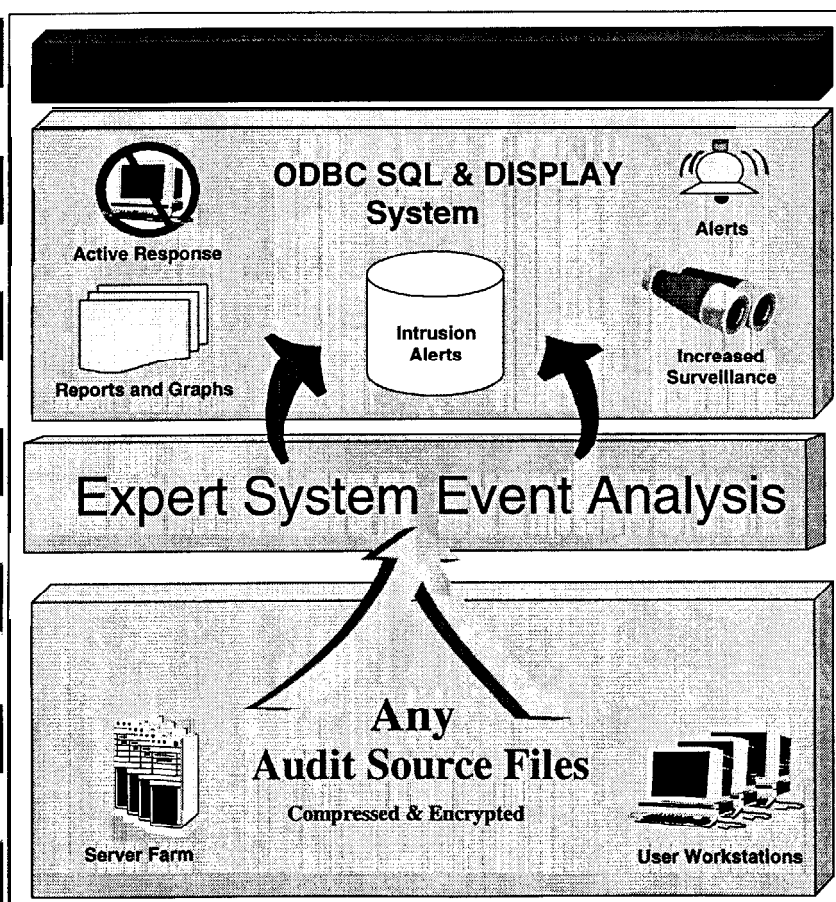 ODBC SQL & DISPLAY
System
Active Response
Alerts
Intrusion
Alerts
Reports and Graphs
Increased
Surveillance
Expert System Event Analysis
Any
Audit Source Files
Compressed & Encrypted
Server Farm
User Workstations